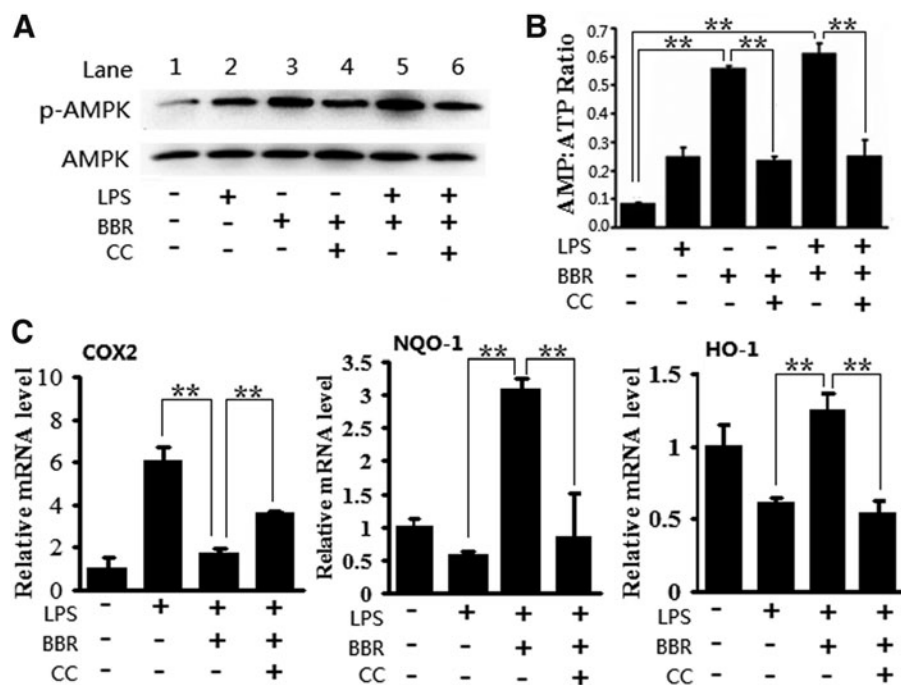 A
Lane 1 2 3 4 5 6
p-AMPK
AMPK
LPS - + - - + +
BBR - - + + + +
CC - - - + - +
B
AMP:ATP Ratio
0.7
0.6
0.5
0.4
0.3
0.2
0.1
0.0
** ** ** **
LPS - + - - + +
BBR - - + + + +
CC - - - + - +
C
COX2
Relative mRNA level
10
8
6
4
2
0
** **
LPS - + + +
BBR - - + +
CC - - - +
NQO-1
Relative mRNA level
3.5
3
1.5
1
0.5
0
** **
LPS - + + +
BBR - - + +
CC - - - +
HO-1
Relative mRNA level
1.5
1
0.5
0
** **
LPS - + + +
BBR - - + +
CC - - - +